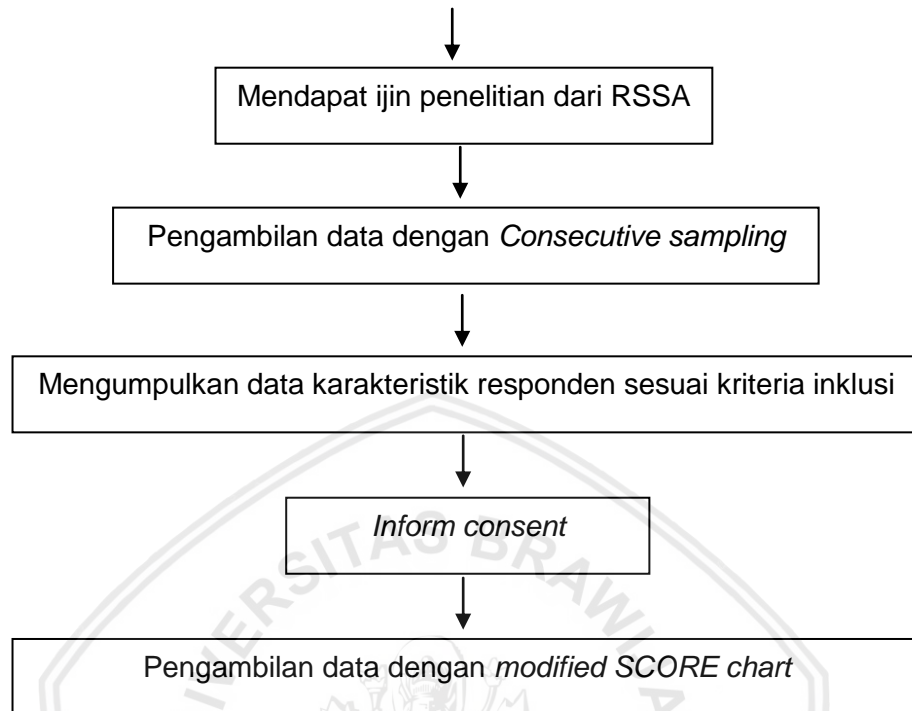 Mendapat ijin penelitian dari RSSA
Pengambilan data dengan Consecutive sampling
Mengumpulkan data karakteristik responden sesuai kriteria inklusi
Inform consent
Pengambilan data dengan modified SCORE chart